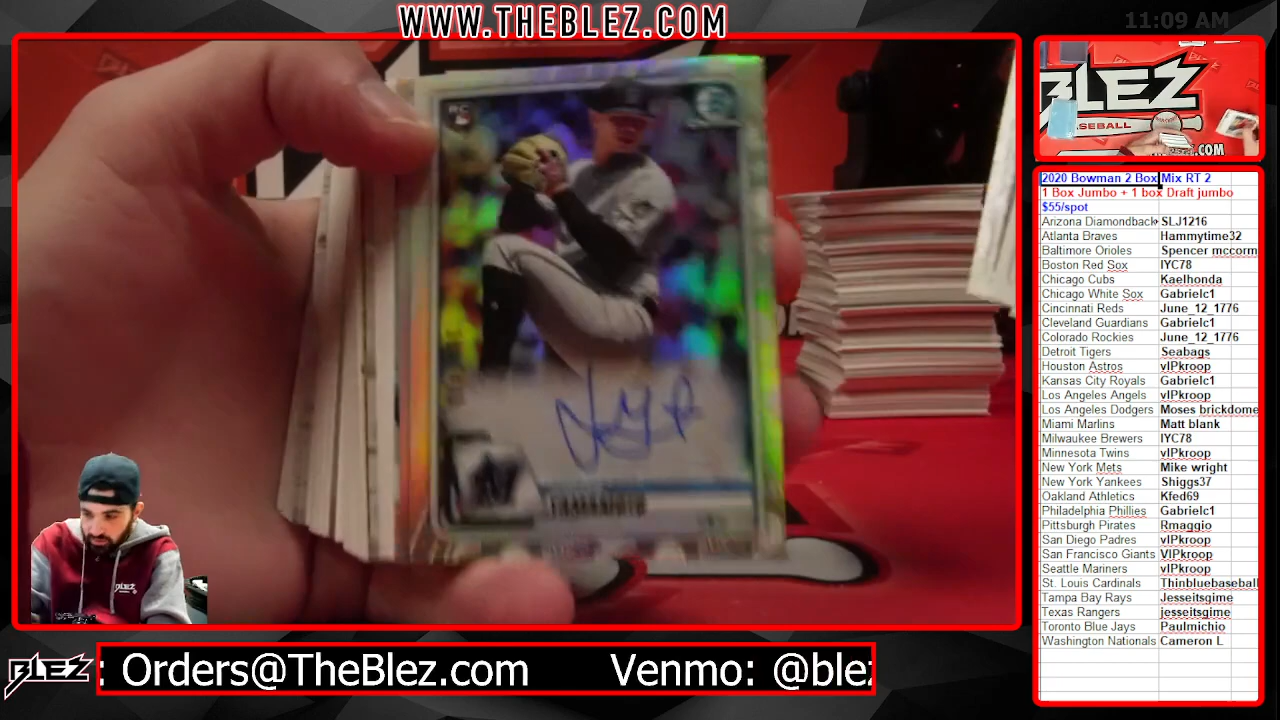 11:09 AM
WWW.THEBLEZ.COM
BLEZ
BASEBALL
.COM
RC
2020 Bowman 2 Box Mix RT 2
1 Box Jumbo + 1 box Draft jumbo
$55/spot
Arizona Diamondback SLJ1216
Atlanta Braves Hammytime32
Baltimore Orioles Spencer mccorm
Boston Red Sox IYC78
Chicago Cubs Kaelhonda
Chicago White Sox Gabrielc1
Cincinnati Reds June_12_1776
Cleveland Guardians Gabrielc1
Colorado Rockies June_12_1776
Detroit Tigers Seabags
Houston Astros vIPkroop
Kansas City Royals Gabrielc1
Los Angeles Angels vIPkroop
Los Angeles Dodgers Moses brickdome
Miami Marlins Matt blank
Milwaukee Brewers IYC78
Minnesota Twins vIPkroop
New York Mets Mike wright
New York Yankees Shiggs37
Oakland Athletics Kfed69
Philadelphia Phillies Gabrielc1
Pittsburgh Pirates Rmaggio
San Diego Padres vIPkroop
San Francisco Giants VIPkroop
Seattle Mariners vIPkroop
St. Louis Cardinals Thinbluebaseball
Tampa Bay Rays Jesseitsgime
Texas Rangers jesseitsgime
Toronto Blue Jays Paulmichio
Washington Nationals Cameron L
BLEZ
BLEZ : Orders@TheBlez.com Venmo: @blez